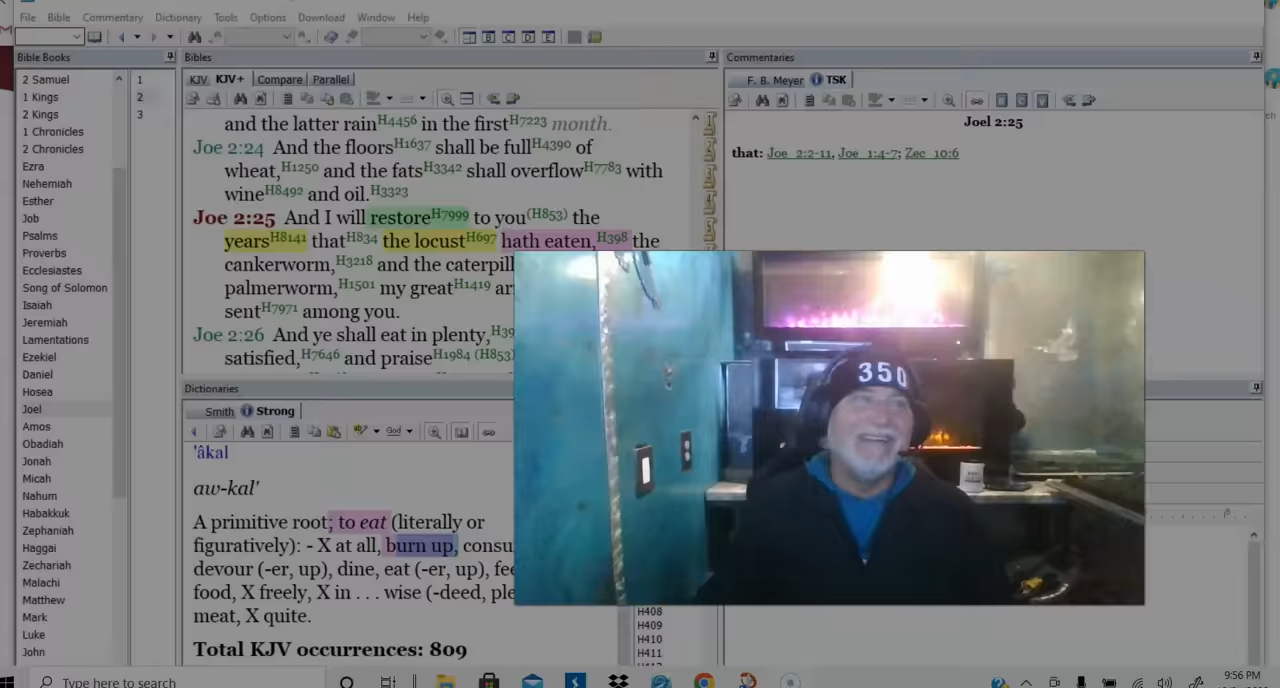 File Bible Commentary Dictionary Tools Options Download Window Help
Bible Books
2 Samuel
1 Kings
2 Kings
1 Chronicles
2 Chronicles
Ezra
Nehemiah
Esther
Job
Psalms
Proverbs
Ecclesiastes
Song of Solomon
Isaiah
Jeremiah
Lamentations
Ezekiel
Daniel
Hosea
Joel
Amos
Obadiah
Jonah
Micah
Nahum
Habakkuk
Zephaniah
Haggai
Zechariah
Malachi
Matthew
Mark
Luke
John
1
2
3
Bibles
KJV KJV+ Compare Parallel
and the latter rain H4456 in the first H7223 month.
Joe 2:24 And the floors H1637 shall be full H4390 of
wheat, H1250 and the fats H3342 shall overflow H7783 with
wine H8492 and oil. H3323
Joe 2:25 And I will restore H7999 to you (H853) the
years H8141 that H834 the locust H697 hath eaten, H398 the
cankerworm, H3218 and the caterpil
palmerworm, H1501 my great H1419 ar
sent H7971 among you.
Joe 2:26 And ye shall eat in plenty, H39
satisfied, H7646 and praise H1984 (H853)
Dictionaries
Smith Strong
'âkal
aw-kal'
A primitive root; to eat (literally or
figuratively): - X at all, burn up, consu
devour (-er, up), dine, eat (-er, up), fee
food, X freely, X in . . . wise (-deed, ple
meat, X quite.
Total KJV occurrences: 809
Commentaries
F. B. Meyer TSK
Joel 2:25
that: Joe_2:2-11, Joe_1:4-7; Zec_10:6
350
H408
H409
H410
H411
Type here to search
9:56 PM